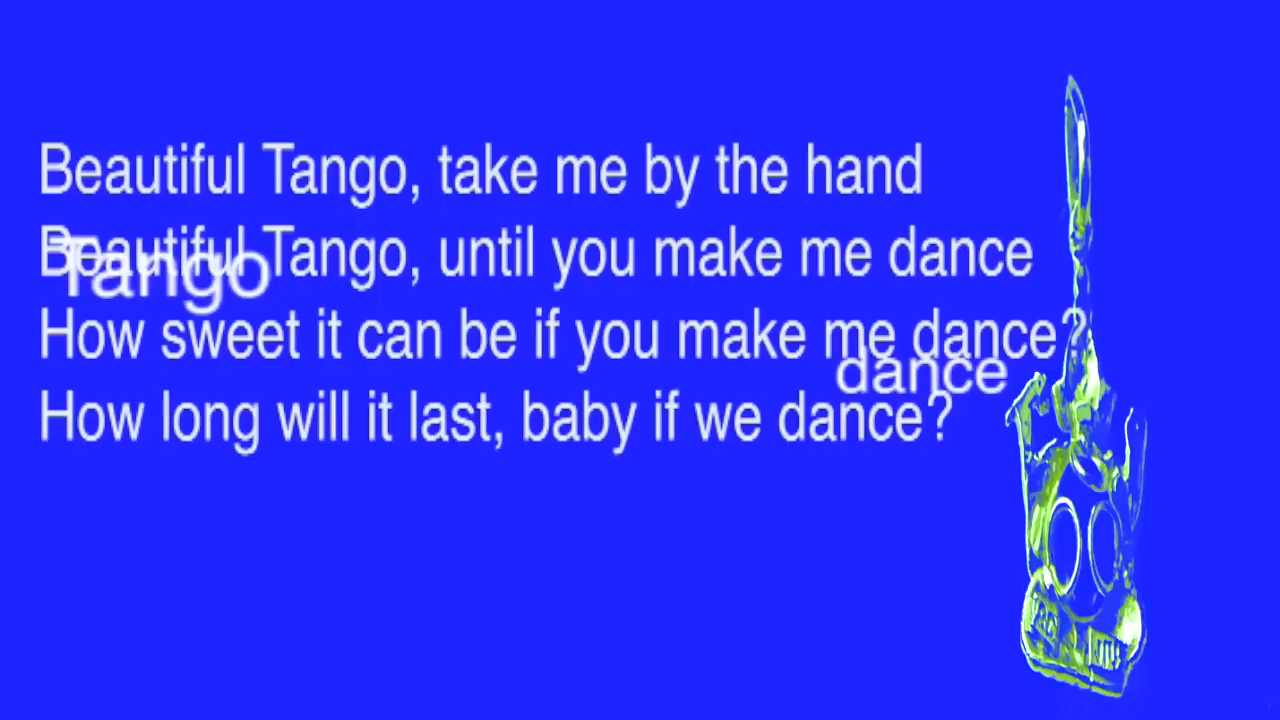 Beautiful Tango, take me by the hand
Beautiful Tango, until you make me dance
Tango
How sweet it can be if you make me dance?
dance
How long will it last, baby if we dance?